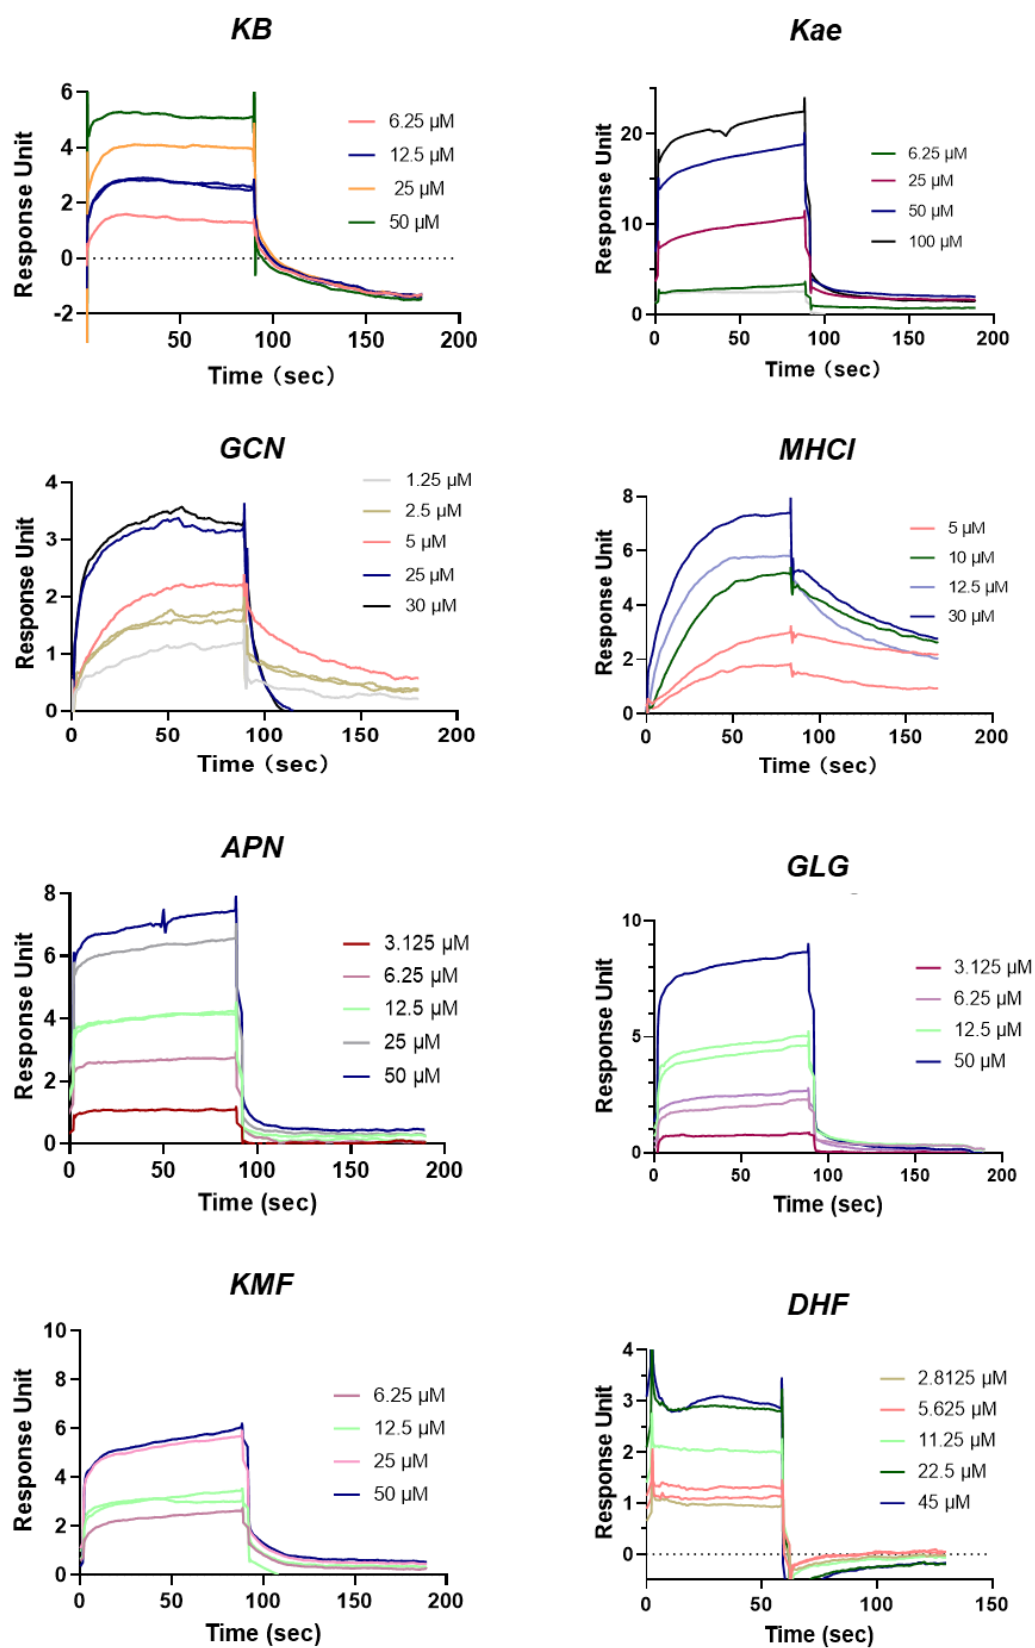 KB
Response Unit
6
4
2
0
-2
50
100
150
200
Time (sec)
6.25 μM
12.5 μM
25 μM
50 μM
Kae
Response Unit
20
10
0
0
50
100
150
200
Time (sec)
6.25 μM
25 μM
50 μM
100 μM
GCN
Response Unit
4
3
2
1
0
0
50
100
150
200
Time (sec)
1.25 μM
2.5 μM
5 μM
25 μM
30 μM
MHCI
Response Unit
8
6
4
2
0
0
50
100
150
200
Time (sec)
5 μM
10 μM
12.5 μM
30 μM
APN
Response Unit
8
6
4
2
0
0
50
100
150
200
Time (sec)
3.125 μM
6.25 μM
12.5 μM
25 μM
50 μM
GLG
Response Unit
10
5
0
0
50
100
150
200
Time (sec)
3.125 μM
6.25 μM
12.5 μM
50 μM
KMF
Response Unit
10
8
6
4
2
0
0
50
100
150
200
Time (sec)
6.25 μM
12.5 μM
25 μM
50 μM
DHF
Response Unit
4
3
2
1
0
0
50
100
150
Time (sec)
2.8125 μM
5.625 μM
11.25 μM
22.5 μM
45 μM